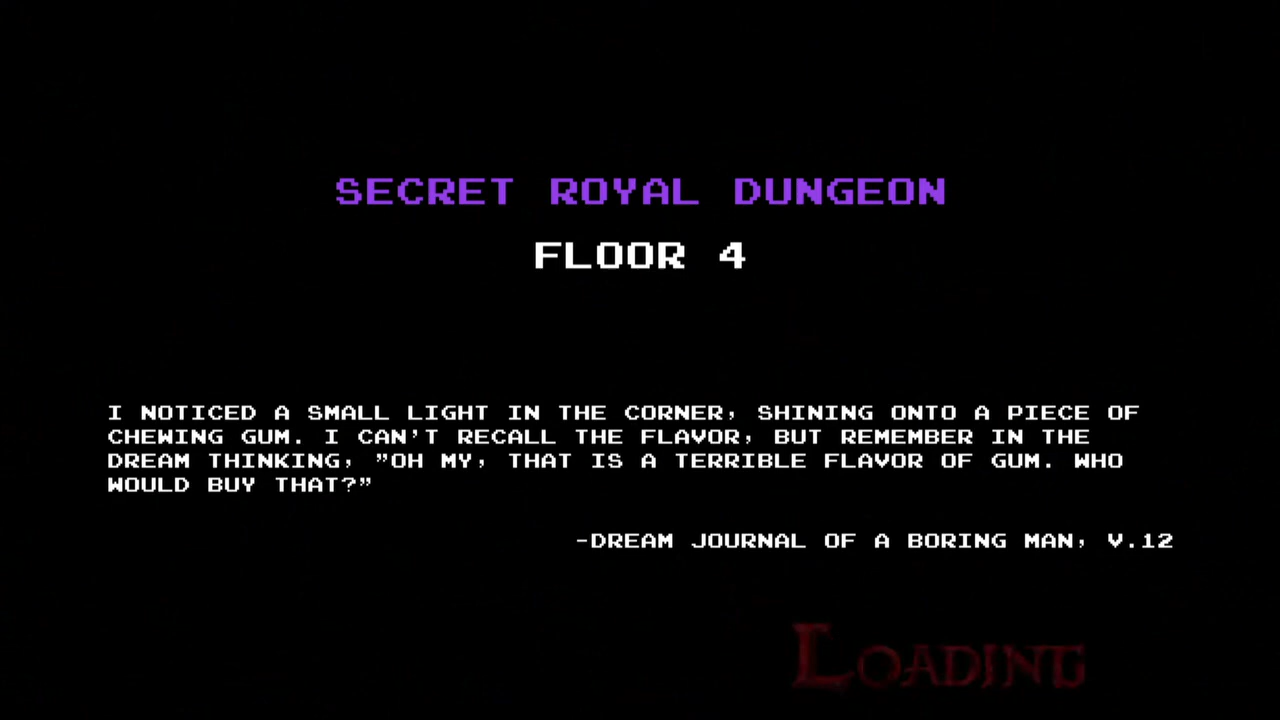 SECRET ROYAL DUNGEON
FLOOR 4
I NOTICED A SMALL LIGHT IN THE CORNER, SHINING ONTO A PIECE OF
CHEWING GUM. I CAN'T RECALL THE FLAVOR, BUT REMEMBER IN THE
DREAM THINKING, "OH MY, THAT IS A TERRIBLE FLAVOR OF GUM. WHO
WOULD BUY THAT?"
-DREAM JOURNAL OF A BORING MAN, V.12
LOADING